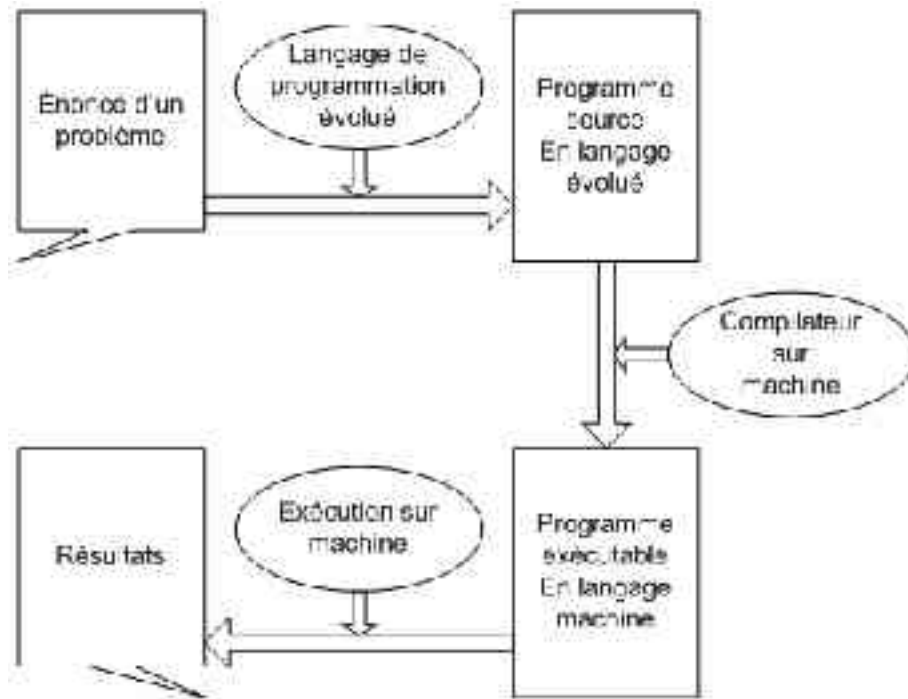 Énoncé d'un
problème
Langage de
programmation
évolué
Programme
source
En langage
évolué
Compilateur
sur
machine
Programme
exécutable
En langage
machine
Exécution sur
machine
Résultats